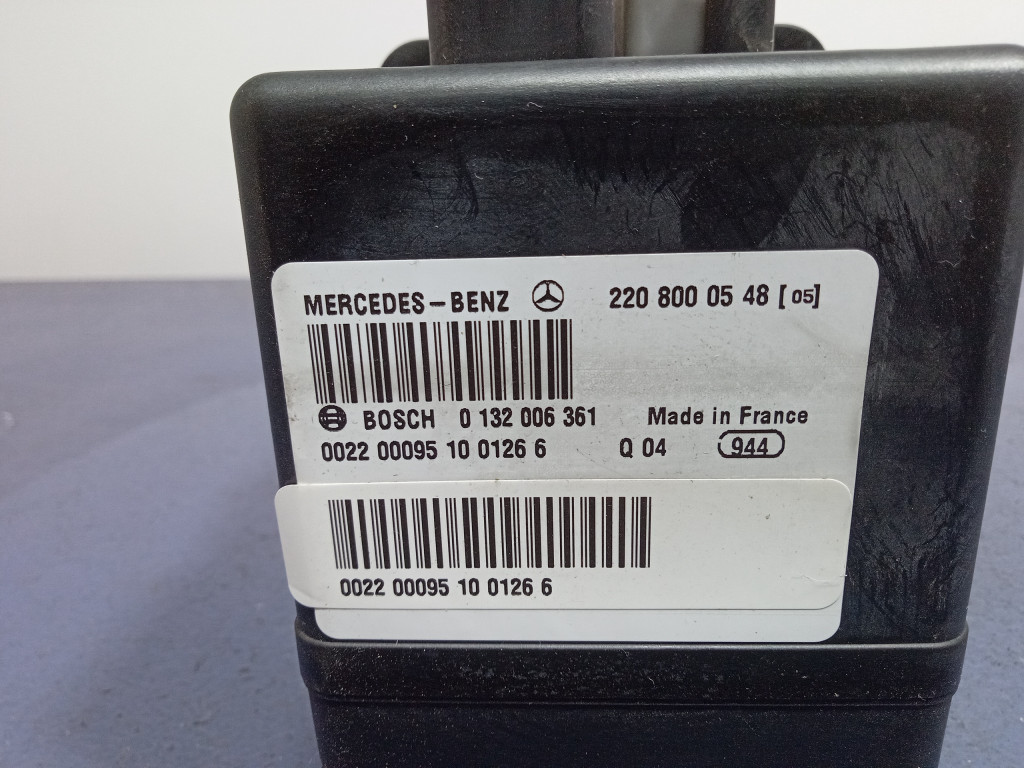 MERCEDES-BENZ 220 800 05 48 [05]
BOSCH 0 132 006 361 Made in France
0022 00095 10 0126 6 Q 04 944
0022 00095 10 0126 6